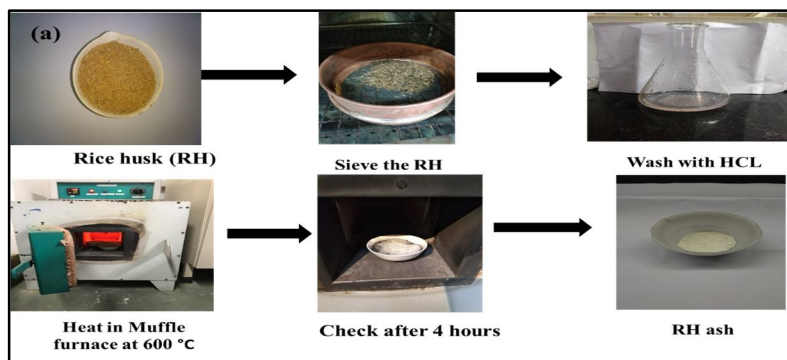 (a)
Rice husk (RH)
Sieve the RH
Wash with HCL
Heat in Muffle
furnace at 600 °C
Check after 4 hours
RH ash